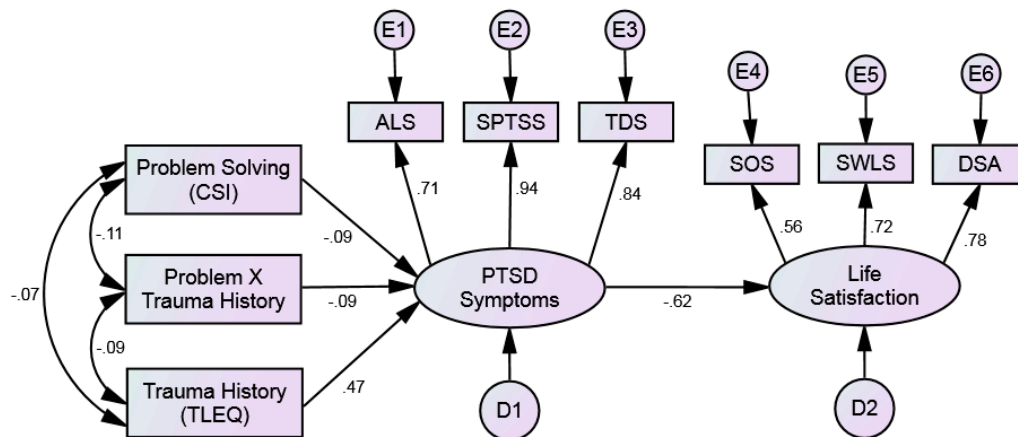 E1
E2
E3
E4
E5
E6
ALS
SPTSS
TDS
SOS
SWLS
DSA
Problem Solving
(CSI)
.71
.94
.84
.56
.72
.78
-.11
-.09
Problem X
Trauma History
-.09
PTSD
Symptoms
-.62
Life
Satisfaction
-.07
-.09
Trauma History
(TLEQ)
.47
D1
D2